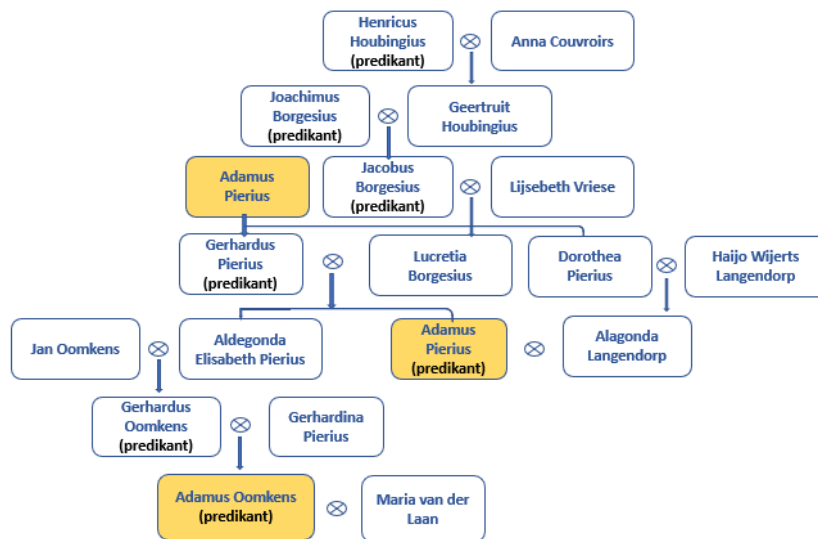 Henricus
Houbingius
(predikant)
Anna Couvroirs
Joachimus
Borgesius
(predikant)
Geertruit
Houbingius
Adamus
Pierius
Jacobus
Borgesius
(predikant)
Lijsebeth Vriese
Gerhardus
Pierius
(predikant)
Lucretia
Borgesius
Dorothea
Pierius
Haijo Wijerts
Langendorp
Jan Oomkens
Aldegonda
Elisabeth Pierius
Adamus
Pierius
(predikant)
Alagonda
Langendorp
Gerhardus
Oomkens
(predikant)
Gerhardina
Pierius
Adamus Oomkens
(predikant)
Maria van der
Laan